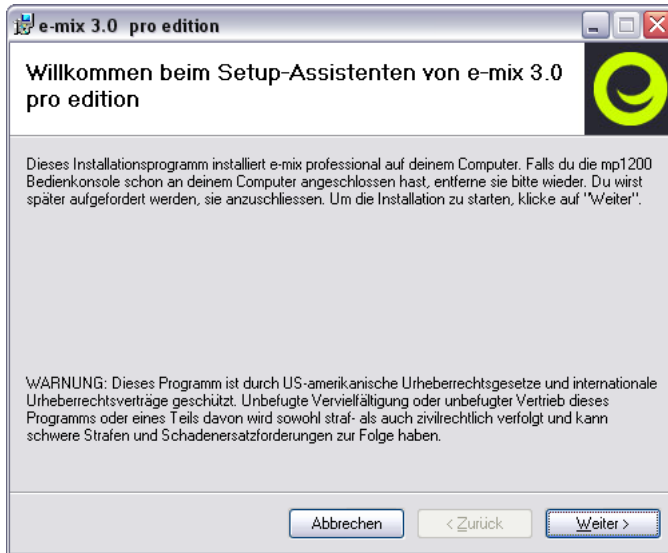 e-mix 3.0 pro edition
Willkommen beim Setup-Assistenten von e-mix 3.0
pro edition
Dieses Installationsprogramm installiert e-mix professional auf deinem Computer. Falls du die mp1200
Bedienkonsole schon an deinem Computer angeschlossen hast, entferne sie bitte wieder. Du wirst
später aufgefordert werden, sie anzuschliessen. Um die Installation zu starten, klicke auf "Weiter".
WARNUNG: Dieses Programm ist durch US-amerikanische Urheberrechtsgesetze und internationale
Urheberrechtsverträge geschützt. Unbefugte Vervielfältigung oder unbefugter Vertrieb dieses
Programms oder eines Teils davon wird sowohl straf- als auch zivilrechtlich verfolgt und kann
schwere Strafen und Schadenersatzforderungen zur Folge haben.
Abbrechen < Zurück Weiter >